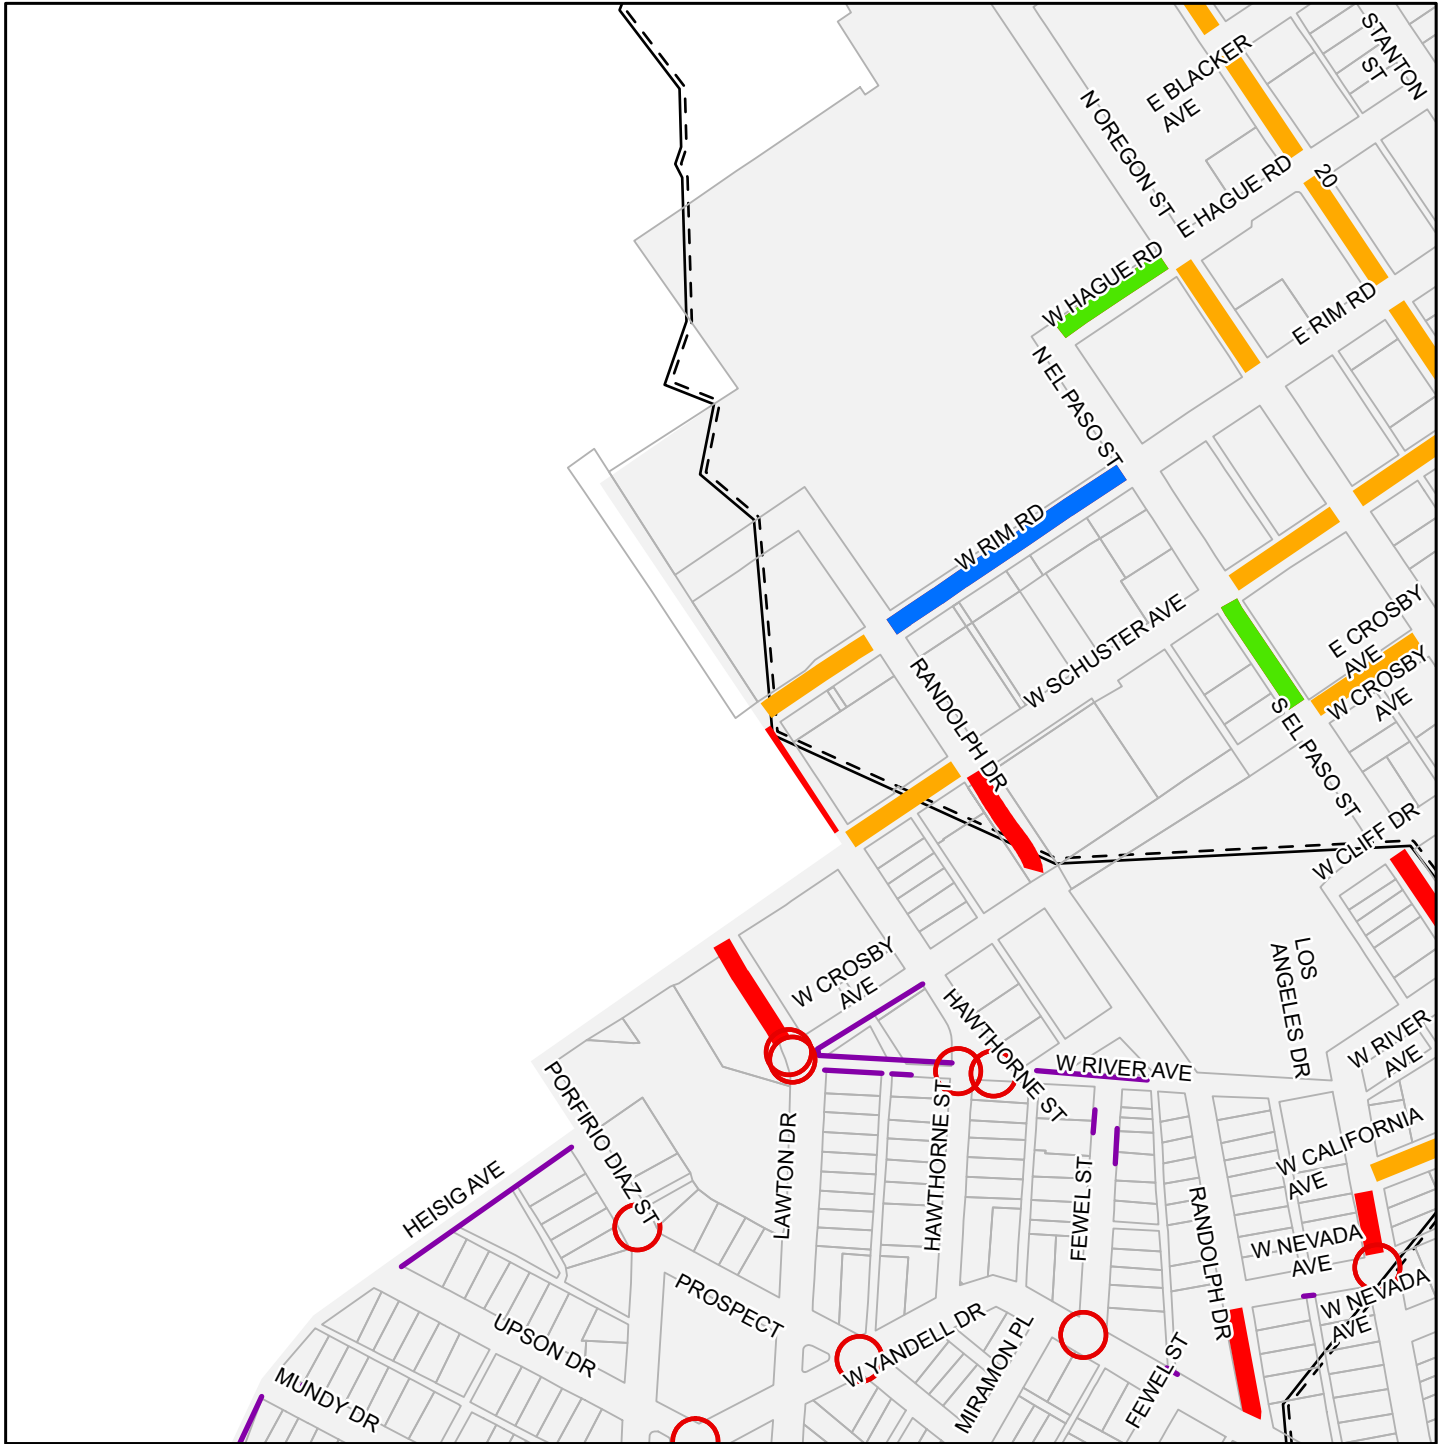 STANTON
ST
E BLACKER
AVE
N OREGON ST
E HAGUE RD
20
W HAGUE RD
E RIM RD
N EL PASO ST
W RIM RD
W SCHUSTER AVE
E CROSBY
AVE
W CROSBY
AVE
RANDOLPH DR
S EL PASO ST
W CLIFF DR
W CROSBY
AVE
LOS
ANGELES DR
HAWTHORNE ST
W RIVER
AVE
W RIVER AVE
PORFIRIO DIAZ ST
HEISIG AVE
LAWTON DR
HAWTHORNE ST
FEWEL ST
RANDOLPH DR
W CALIFORNIA
AVE
W NEVADA
AVE
W NEVADA
AVE
PROSPECT
UPSON DR
W YANDELL DR
MIRAMON PL
FEWEL ST
MUNDY DR